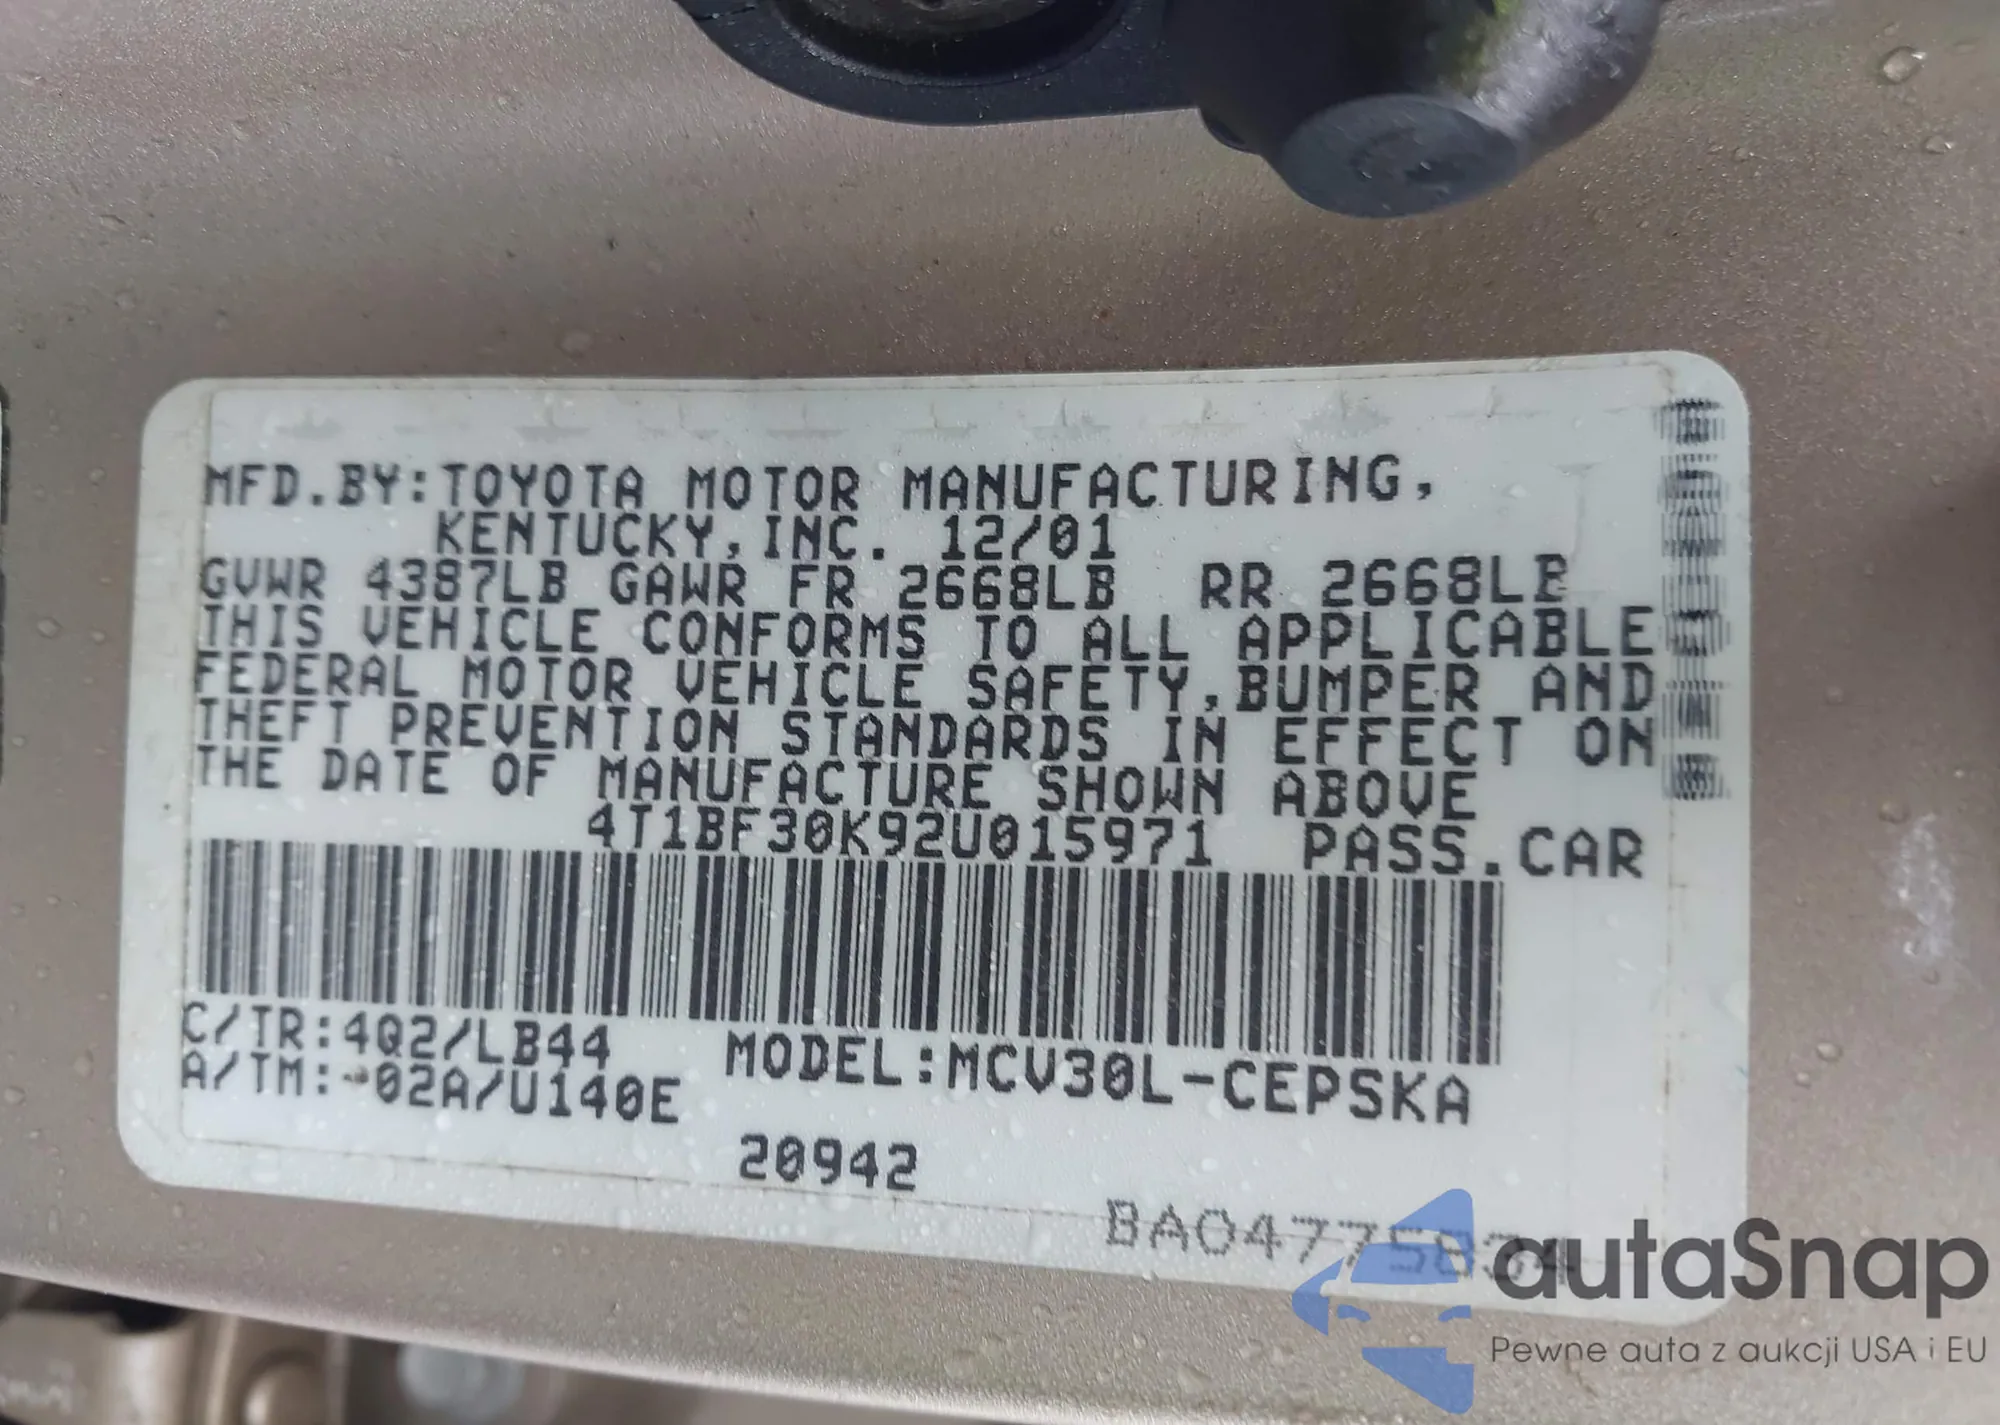 MFD.BY:TOYOTA MOTOR MANUFACTURING,
KENTUCKY,INC. 12/01
GVWR 4387LB GAWR FR 2668LB RR 2668LB
THIS VEHICLE CONFORMS TO ALL APPLICABLE
FEDERAL MOTOR VEHICLE SAFETY,BUMPER AND
THEFT PREVENTION STANDARDS IN EFFECT ON
THE DATE OF MANUFACTURE SHOWN ABOVE
4T1BF30K92U015971 PASS.CAR
C/TR:4Q2/LB44
A/TM:-02A/U140E
MODEL:MCV30L-CEPSKA
20942
BA04775834
autaSnap
Pewne auta z aukcji USA i EU